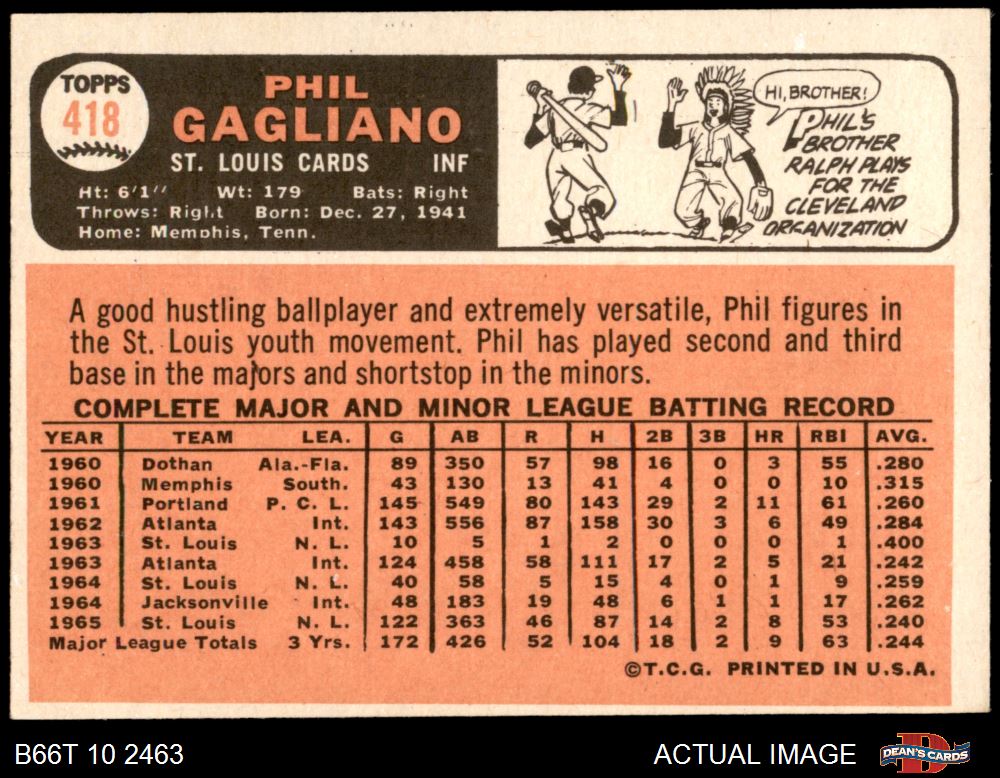 TOPPS
418
PHIL
GAGLIANO
ST. LOUIS CARDS INF
Ht: 6'1" Wt: 179 Bats: Right
Throws: Right Born: Dec. 27, 1941
Home: Memphis, Tenn.
HI, BROTHER!
PHIL'S
BROTHER
RALPH PLAYS
FOR THE
CLEVELAND
ORGANIZATION
A good hustling ballplayer and extremely versatile, Phil figures in
the St. Louis youth movement. Phil has played second and third
base in the majors and shortstop in the minors.
COMPLETE MAJOR AND MINOR LEAGUE BATTING RECORD
YEAR TEAM LEA. G AB R H 2B 3B HR RBI AVG.
1960 Dothan Ala.-Fla. 89 350 57 98 16 0 3 55 .280
1960 Memphis South. 43 130 13 41 4 0 0 10 .315
1961 Portland P. C. L. 145 549 80 143 29 2 11 61 .260
1962 Atlanta Int. 143 556 87 158 30 3 6 49 .284
1963 St. Louis N. L. 10 5 1 2 0 0 0 1 .400
1963 Atlanta Int. 124 458 58 111 17 2 5 21 .242
1964 St. Louis N. L. 40 58 5 15 4 0 1 9 .259
1964 Jacksonville Int. 48 183 19 48 6 1 1 17 .262
1965 St. Louis N. L. 122 363 46 87 14 2 8 53 .240
Major League Totals 3 Yrs. 172 426 52 104 18 2 9 63 .244
©T.C.G. PRINTED IN U.S.A.
B66T 10 2463 ACTUAL IMAGE DEAN'S CARDS